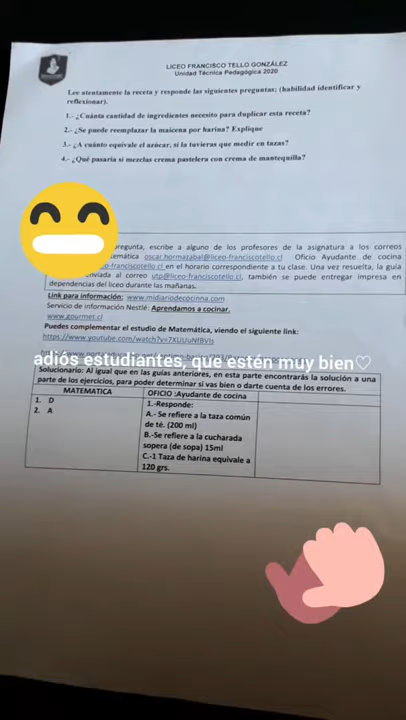 LICEO FRANCISCO TELLO GONZÁLEZ
Unidad Técnica Pedagógica 2020
Lee atentamente la receta y responde las siguientes preguntas; (habilidad identificar y
reflexionar).
1.- ¿Cuánta cantidad de ingredientes necesito para duplicar esta receta?
2.- ¿Se puede reemplazar la maicena por harina? Explique
3.- ¿A cuánto equivale el azúcar, si la tuvieras que medir en tazas?
4.- ¿Qué pasaría si mezclas crema pastelera con crema de mantequilla?
pregunta, escribe a alguno de los profesores de la asignatura a los correos
oscar.hormazabal@liceo-franciscotello.cl Oficio Ayudante de cocina
-franciscotello.cl en el horario correspondiente a tu clase. Una vez resuelta, la guía
al correo utp@liceo-franciscotello.cl, también se puede entregar impresa en
dependencias del liceo durante las mañanas.
Link para información: www.midiariodecocinna.com
Servicio de información Nestlé: Aprendamos a cocinar.
www.gourmet.cl
Puedes complementar el estudio de Matemática, viendo el siguiente link:
adiós estudiantes, que estén muy bien♡
Solucionario: Al igual que en las guías anteriores, en esta parte encontrarás la solución a una
parte de los ejercicios, para poder determinar si vas bien o darte cuenta de los errores.
MATEMATICA OFICIO :Ayudante de cocina
1. D
2. A
1.-Responde:
A.- Se refiere a la taza común
de té. (200 ml)
B.-Se refiere a la cucharada
sopera (de sopa) 15ml
C.-1 Taza de harina equivale a
120 grs.